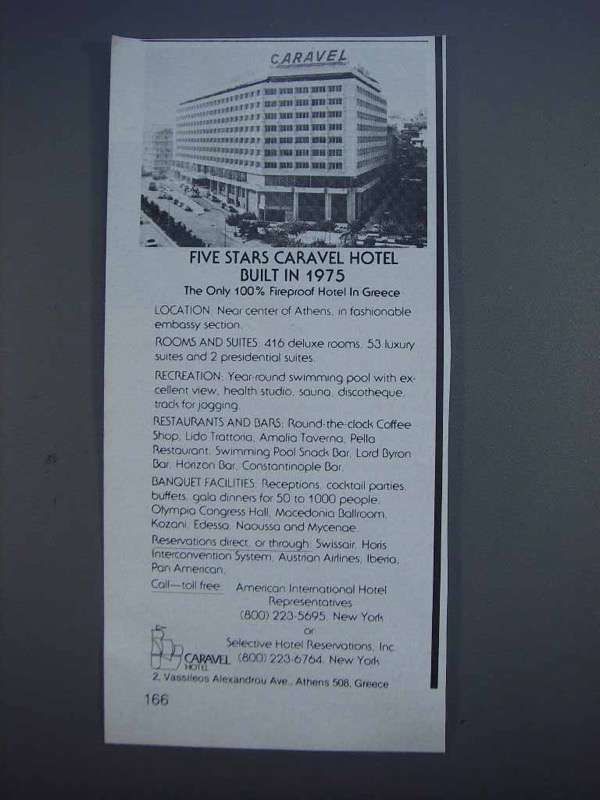 CARAVEL
FIVE STARS CARAVEL HOTEL
BUILT IN 1975
The Only 100% Fireproof Hotel In Greece
LOCATION: Near center of Athens, in fashionable
embassy section.
ROOMS AND SUITES: 416 deluxe rooms, 53 luxury
suites and 2 presidential suites.
RECREATION: Year-round swimming pool with ex-
cellent view, health studio, sauna, discotheque,
track for jogging.
RESTAURANTS AND BARS: Round-the-clock Coffee
Shop, Lido Trattoria, Amalia Taverna, Pella
Restaurant, Swimming Pool Snack Bar, Lord Byron
Bar, Horizon Bar, Constantinople Bar.
BANQUET FACILITIES: Receptions, cocktail parties,
buffets, gala dinners for 50 to 1000 people,
Olympia Congress Hall, Macedonia Ballroom,
Kozani, Edessa, Naoussa and Mycenae.
Reservations direct, or through: Swissair, Horis
Interconvention System, Austrian Airlines, Iberia,
Pan American,
Call—toll free: American International Hotel
Representatives
(800) 223-5695, New York
or
Selective Hotel Reservations, Inc.
(800) 223-6764, New York
CARAVEL
HOTEL
2, Vassileos Alexandrou Ave., Athens 508, Greece
166